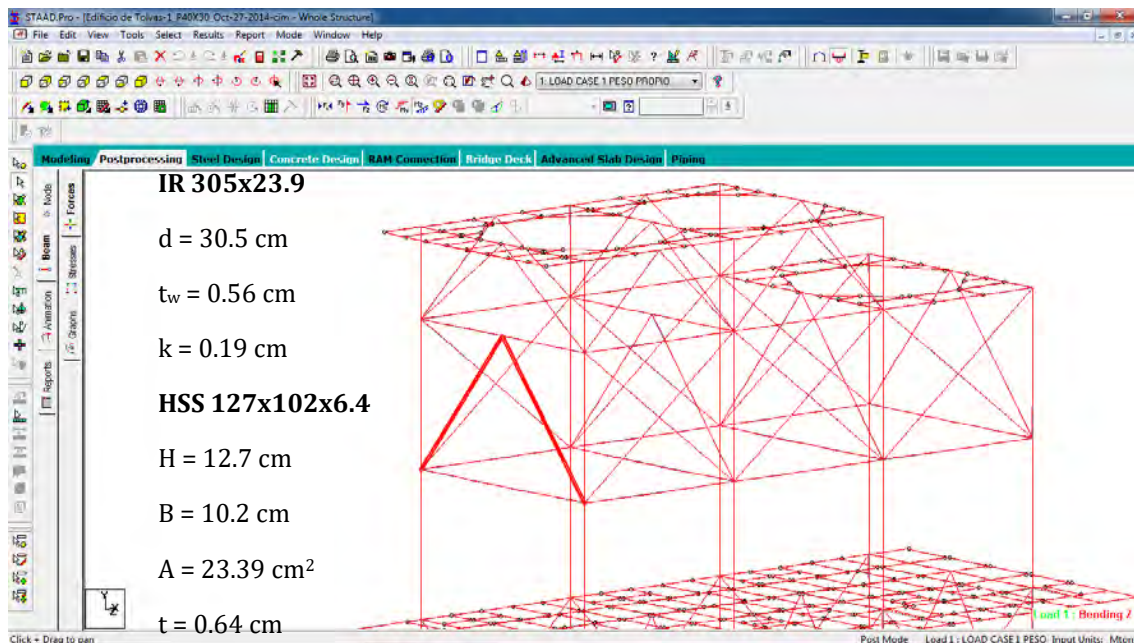 STAAD.Pro - [Edificio de Tolvas-1_P40X30_Oct-27-2014-cim - Whole Structure]
File Edit View Tools Select Results Report Mode Window Help
1: LOAD CASE 1 PESO PROPIO
Modeling Postprocessing Steel Design Concrete Design RAM Connection Bridge Deck Advanced Slab Design Piping
Node
Beam
Animation
Reports
Forces
Stresses
Graphs
IR 305x23.9
d = 30.5 cm
tw = 0.56 cm
k = 0.19 cm
HSS 127x102x6.4
H = 12.7 cm
B = 10.2 cm
A = 23.39 cm²
t = 0.64 cm
Y
X
Z
Load 1 : Bending Z
Click + Drag to pan
Post Mode Load 1 : LOAD CASE 1 PESO Input Units: Mton